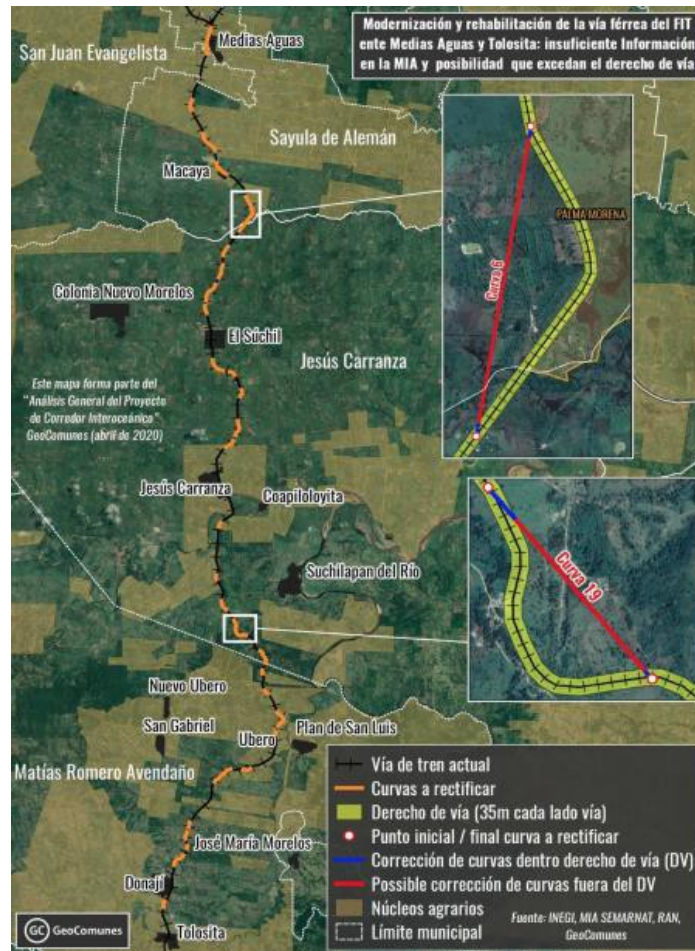 Modernización y rehabilitación de la vía férrea del FIT
ente Medias Aguas y Tolosita: insuficiente Información
en la MIA y posibilidad que excedan el derecho de vía
San Juan Evangelista
Medias Aguas
Sayula de Alemán
Macaya
PALMA MORENA
Curva 6
Colonia Nuevo Morelos
El Súchil
Jesús Carranza
Este mapa forma parte del
"Análisis General del Proyecto
de Corredor Interoceánico"
GeoComunes (abril de 2020)
Jesús Carranza
Coapiloloyita
Suchilapan del Río
Curva 19
Nuevo Ubero
San Gabriel
Ubero
Plan de San Luis
Matías Romero Avendaño
José María Morelos
Donají
Tolosita
Vía de tren actual
Curvas a rectificar
Derecho de vía (35m cada lado vía)
Punto inicial / final curva a rectificar
Corrección de curvas dentro derecho de vía (DV)
Possible corrección de curvas fuera del DV
Núcleos agrarios
Límite municipal
Fuente: INEGI, MIA SEMARNAT, RAN,
GeoComunes
GC GeoComunes